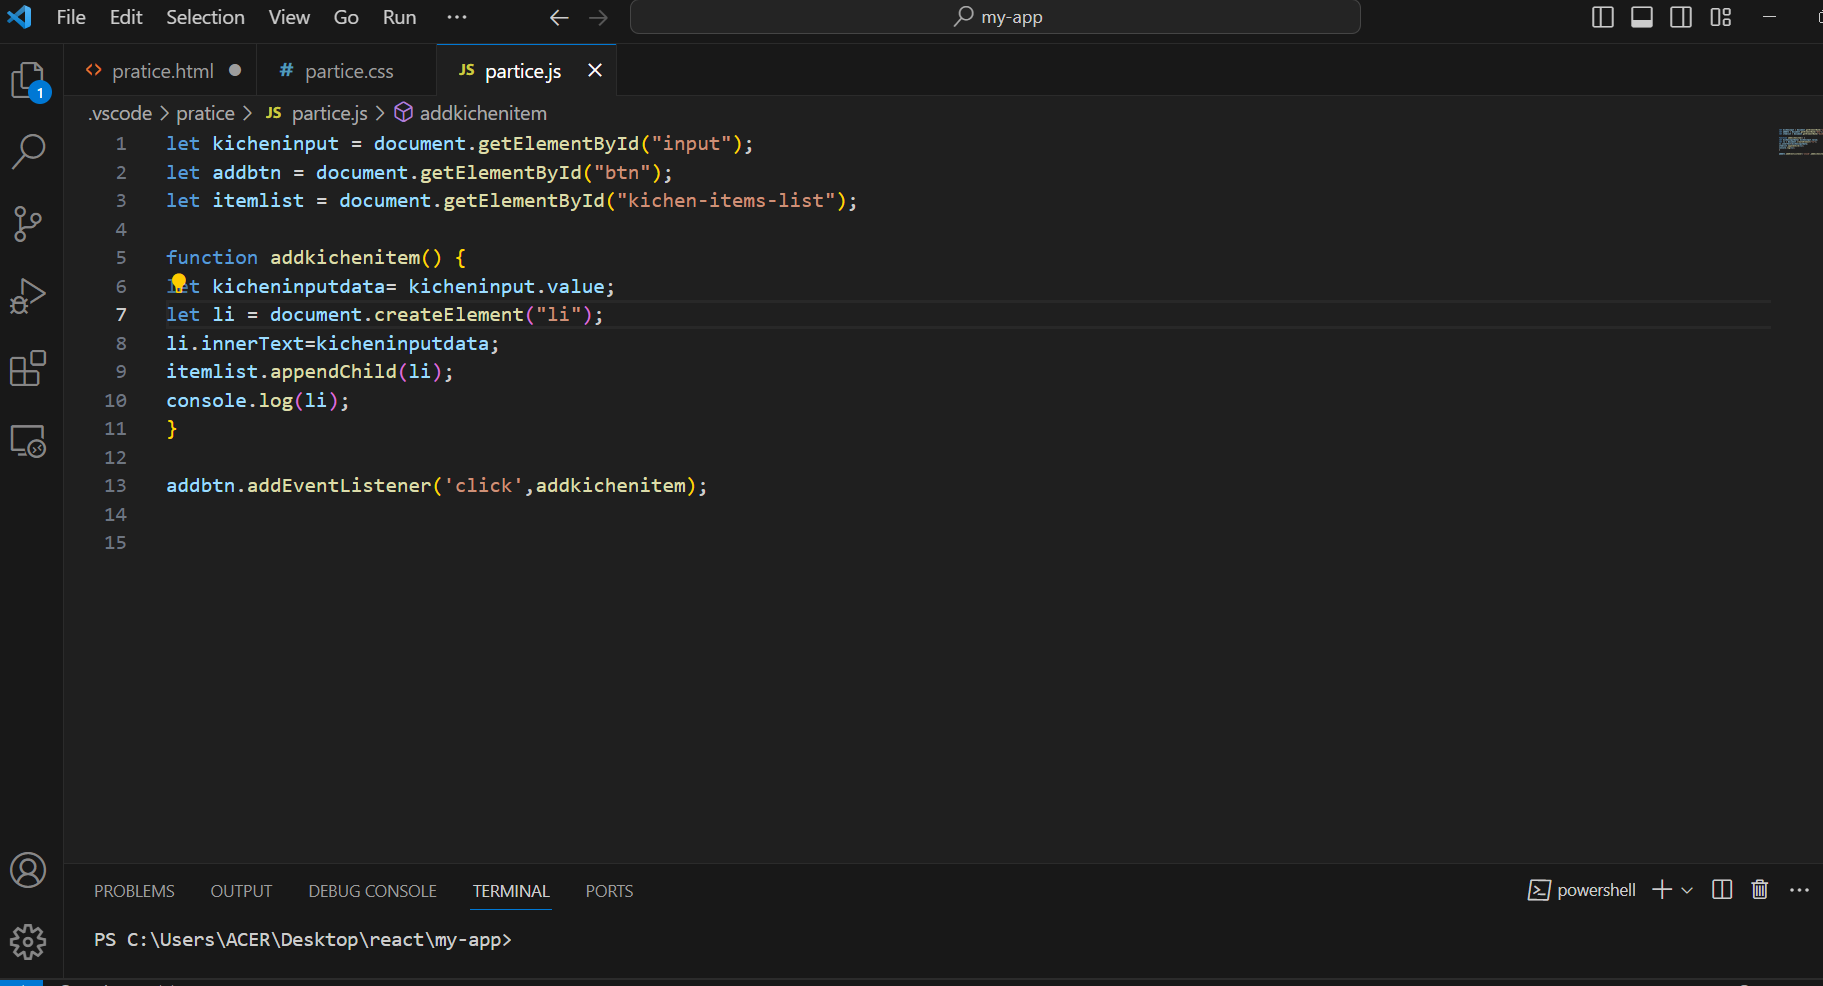 File Edit Selection View Go Run ··· my-app
1
<> pratice.html # partice.css JS partice.js
.vscode > pratice > JS partice.js > addkichenitem
1 let kicheninput = document.getElementById("input");
2 let addbtn = document.getElementById("btn");
3 let itemlist = document.getElementById("kichen-items-list");
4
5 function addkichenitem() {
6 let kicheninputdata= kicheninput.value;
7 let li = document.createElement("li");
8 li.innerText=kicheninputdata;
9 itemlist.appendChild(li);
10 console.log(li);
11 }
12
13 addbtn.addEventListener('click',addkichenitem);
14
15
PROBLEMS OUTPUT DEBUG CONSOLE TERMINAL PORTS powershell
PS C:\Users\ACER\Desktop\react\my-app>